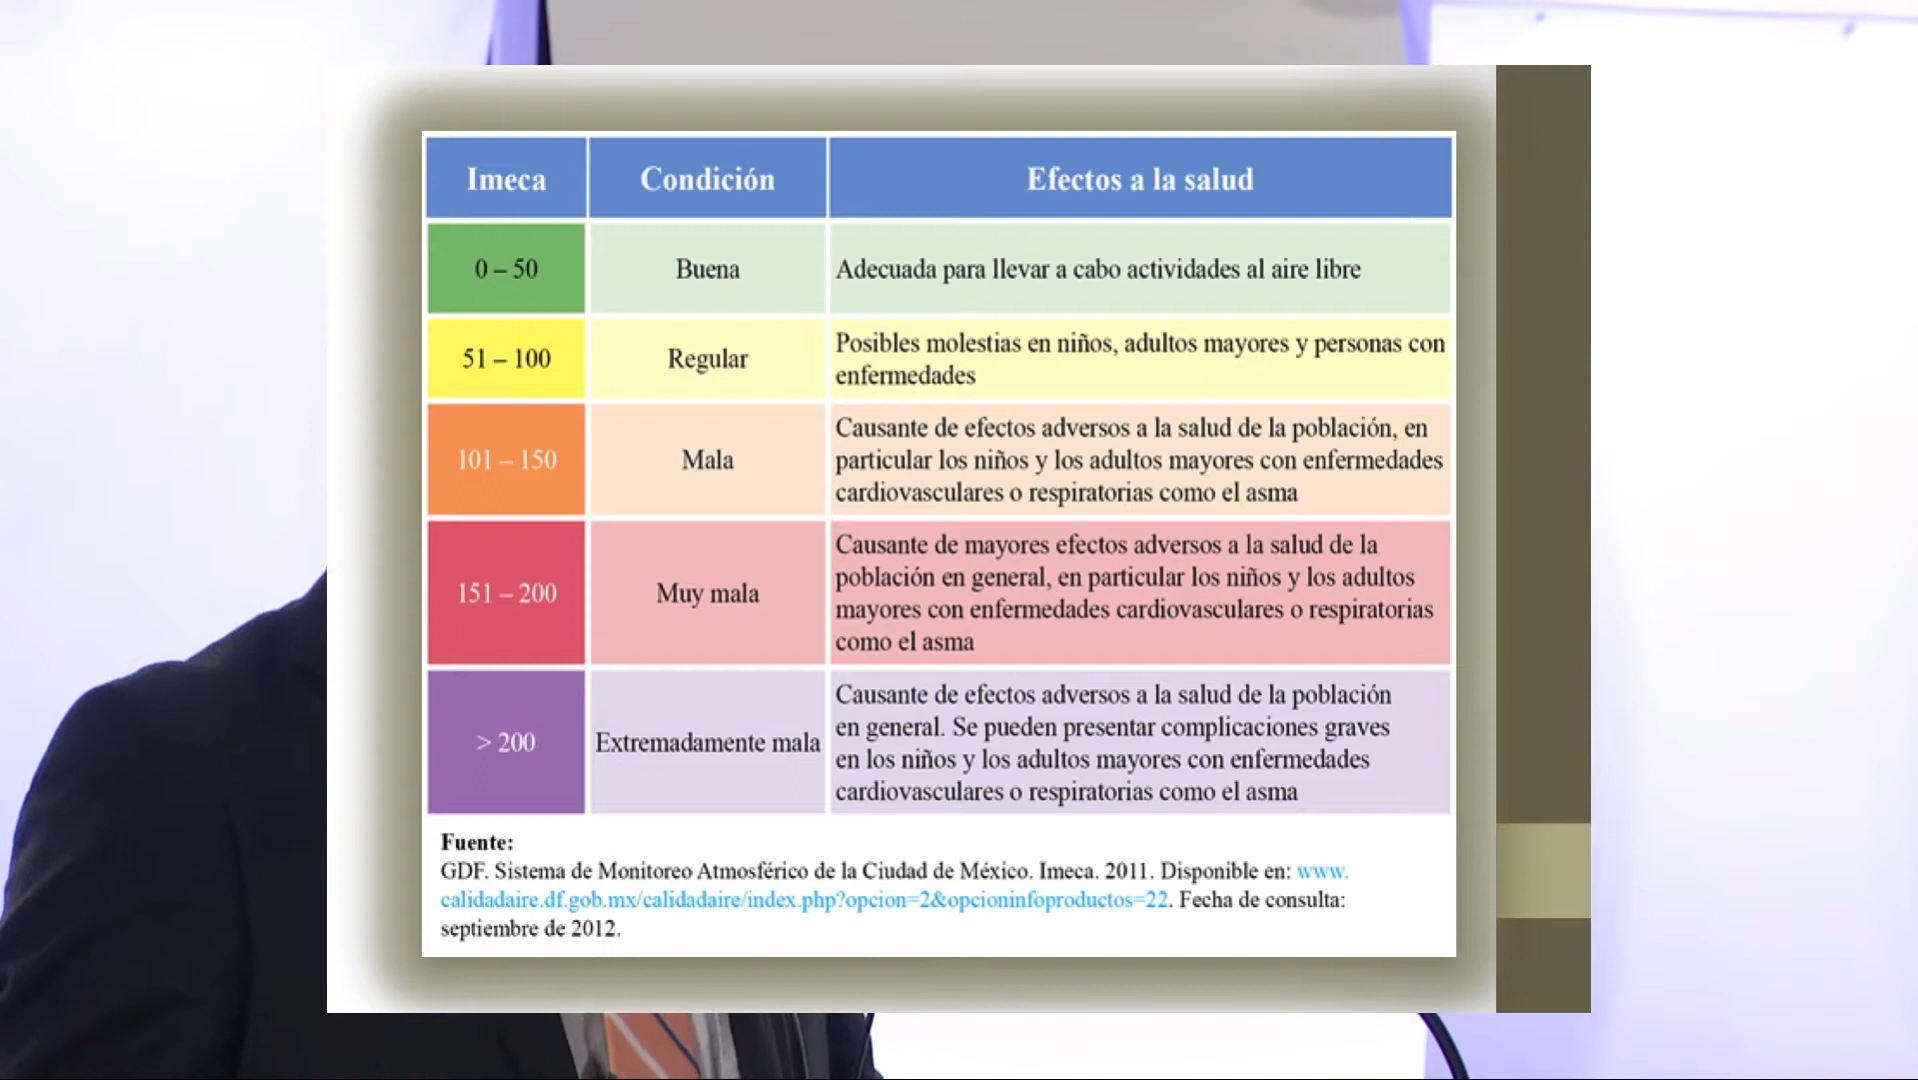 Imeca Condición Efectos a la salud
0 – 50 Buena Adecuada para llevar a cabo actividades al aire libre
51 – 100 Regular Posibles molestias en niños, adultos mayores y personas con
enfermedades
101 – 150 Mala Causante de efectos adversos a la salud de la población, en
particular los niños y los adultos mayores con enfermedades
cardiovasculares o respiratorias como el asma
151 – 200 Muy mala Causante de mayores efectos adversos a la salud de la
población en general, en particular los niños y los adultos
mayores con enfermedades cardiovasculares o respiratorias
como el asma
> 200 Extremadamente mala Causante de efectos adversos a la salud de la población
en general. Se pueden presentar complicaciones graves
en los niños y los adultos mayores con enfermedades
cardiovasculares o respiratorias como el asma
Fuente:
GDF. Sistema de Monitoreo Atmosférico de la Ciudad de México. Imeca. 2011. Disponible en: www.
calidadaire.df.gob.mx/calidadaire/index.php?opcion=2&opcioninfoproductos=22. Fecha de consulta:
septiembre de 2012.